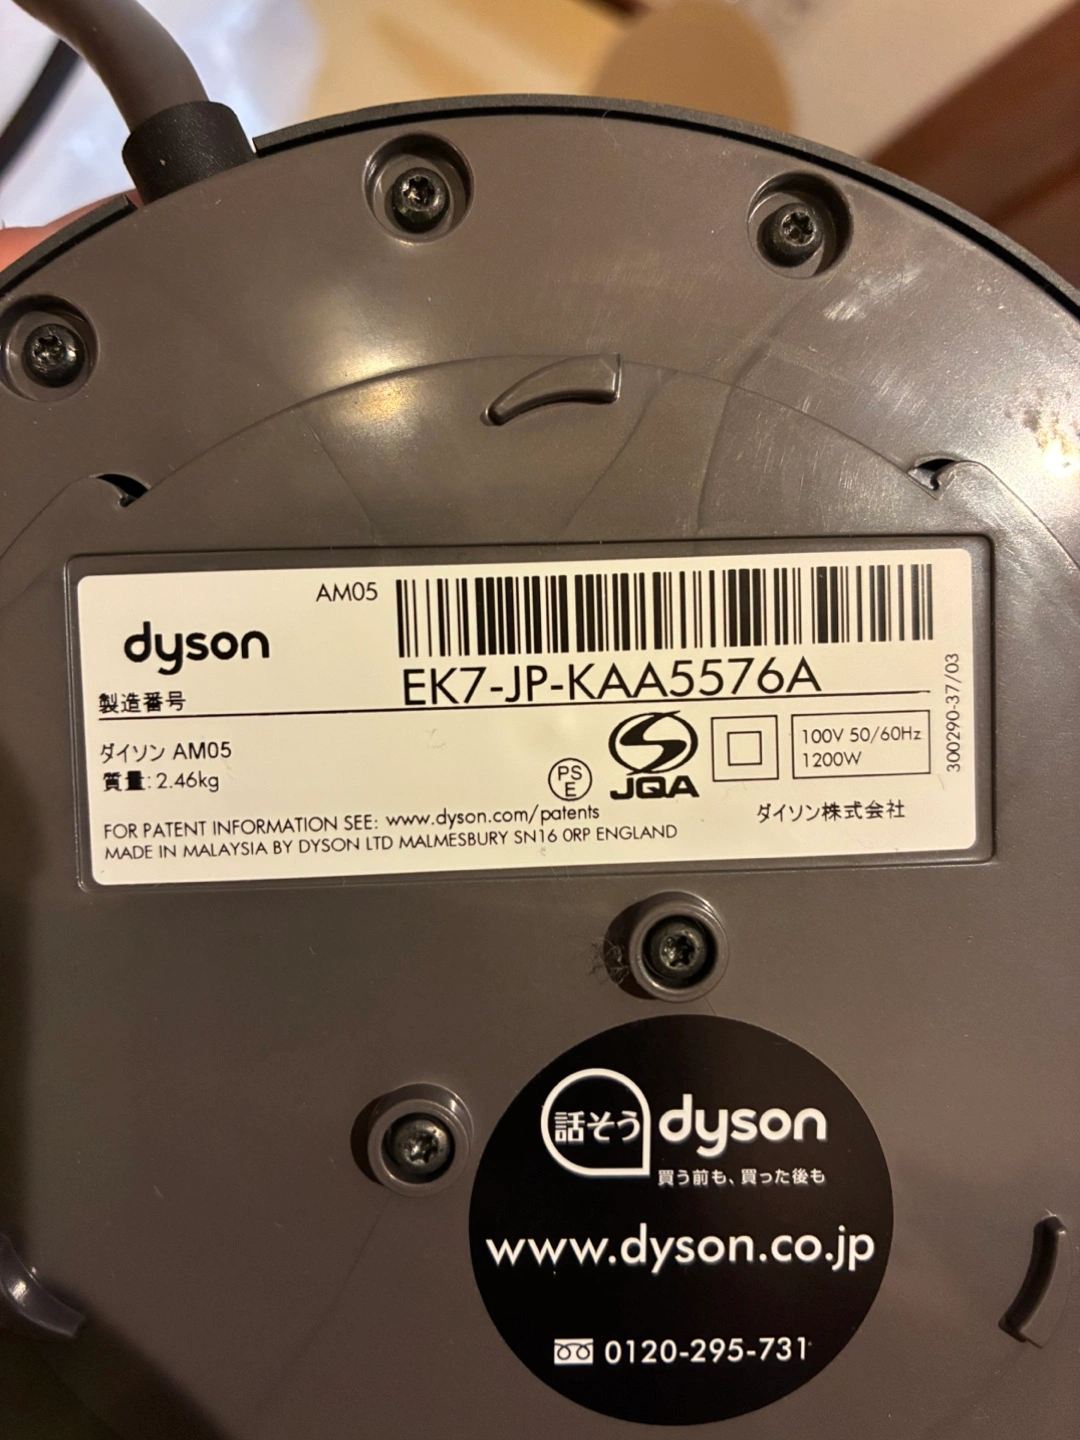 AM05
dyson
EK7-JP-KAA5576A
製造番号
ダイソン AM05
質量: 2.46kg
PS
E
JQA
100V 50/60Hz
1200W
300290-37/03
ダイソン株式会社
FOR PATENT INFORMATION SEE: www.dyson.com/patents
MADE IN MALAYSIA BY DYSON LTD MALMESBURY SN16 0RP ENGLAND
話そう dyson
買う前も、買った後も
www.dyson.co.jp
0120-295-731